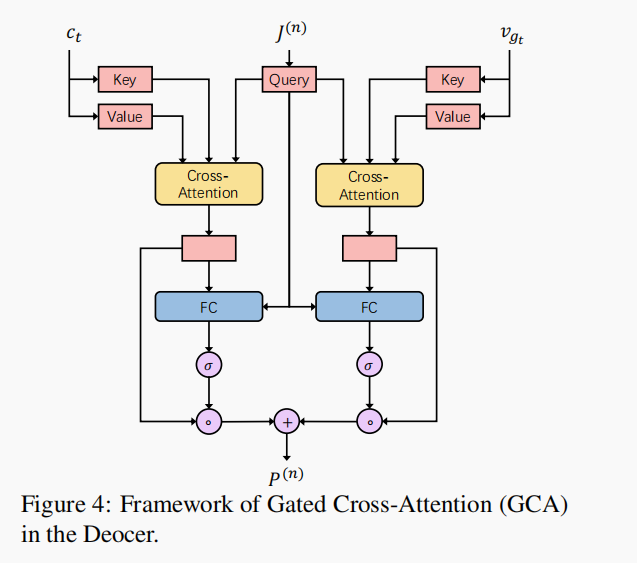 c_t J^(n) v_{g_t}
Key Query Key
Value Value
Cross-
Attention
Cross-
Attention
FC FC
σ σ
∘ + ∘
P^(n)
Figure 4: Framework of Gated Cross-Attention (GCA)
in the Deocer.